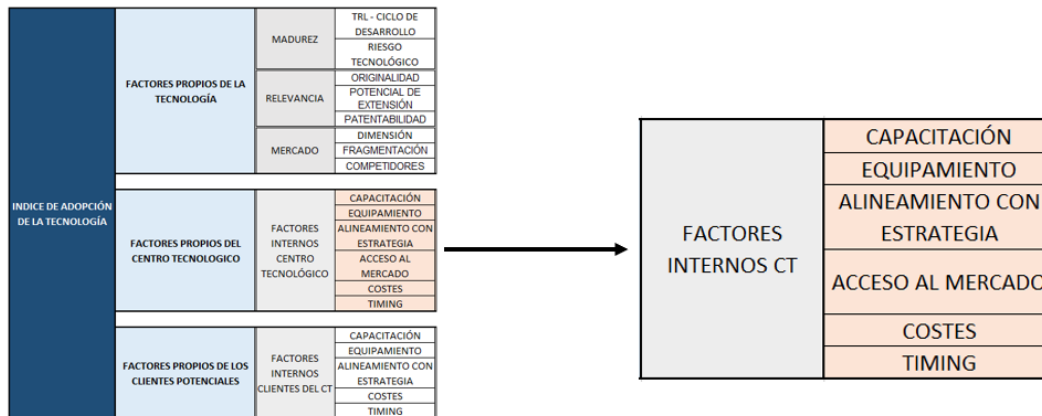 INDICE DE ADOPCIÓN
DE LA TECNOLOGÍA
FACTORES PROPIOS DE LA
TECNOLOGÍA
MADUREZ
TRL - CICLO DE
DESARROLLO
RIESGO
TECNOLÓGICO
RELEVANCIA
ORIGINALIDAD
POTENCIAL DE
EXTENSIÓN
PATENTABILIDAD
MERCADO
DIMENSIÓN
FRAGMENTACIÓN
COMPETIDORES
FACTORES PROPIOS DEL
CENTRO TECNOLOGICO
FACTORES
INTERNOS
CENTRO
TECNOLÓGICO
CAPACITACIÓN
EQUIPAMIENTO
ALINEAMIENTO CON
ESTRATEGIA
ACCESO AL
MERCADO
COSTES
TIMING
FACTORES PROPIOS DE LOS
CLIENTES POTENCIALES
FACTORES
INTERNOS
CLIENTES DEL CT
CAPACITACIÓN
EQUIPAMIENTO
ALINEAMIENTO CON
ESTRATEGIA
COSTES
TIMING
FACTORES
INTERNOS CT
CAPACITACIÓN
EQUIPAMIENTO
ALINEAMIENTO CON
ESTRATEGIA
ACCESO AL MERCADO
COSTES
TIMING